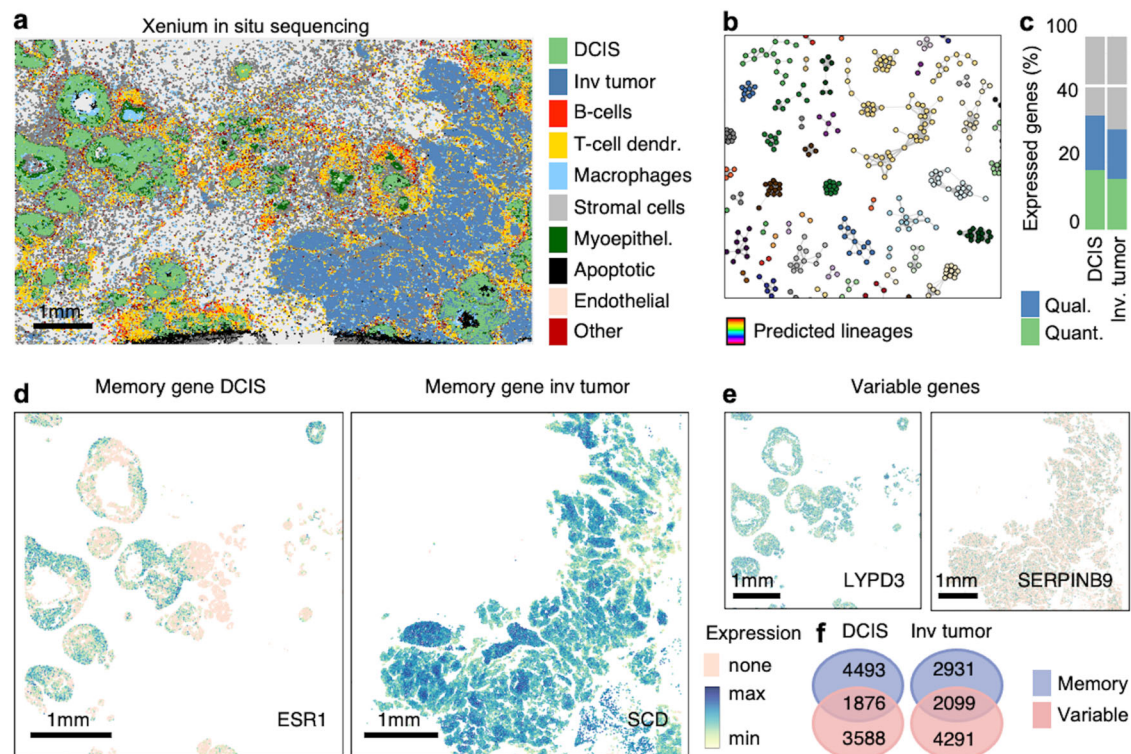 a
Xenium in situ sequencing
DCIS
Inv tumor
B-cells
T-cell dendr.
Macrophages
Stromal cells
Myoepithel.
Apoptotic
Endothelial
Other
1mm
b
Predicted lineages
c
Expressed genes (%)
100
40
20
0
DCIS
Inv. tumor
Qual.
Quant.
d
Memory gene DCIS
Memory gene inv tumor
1mm
ESR1
1mm
SCD
e
Variable genes
1mm
LYPD3
1mm
SERPINB9
Expression
none
max
min
f
DCIS
Inv tumor
4493
2931
1876
2099
3588
4291
Memory
Variable